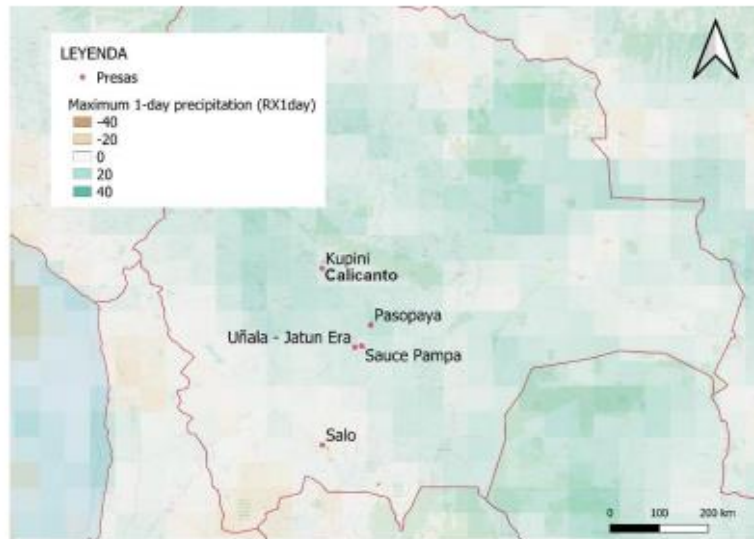 LEYENDA
Presas
Maximum 1-day precipitation (RX1day)
-40
-20
0
20
40
Kupini
Calicanto
Pasopaya
Uñala - Jatun Era
Sauce Pampa
Salo
0 100 200 km